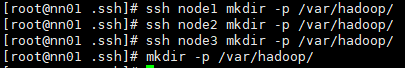 [root@nn01 .ssh]# ssh node1 mkdir -p /var/hadoop/
[root@nn01 .ssh]# ssh node2 mkdir -p /var/hadoop/
[root@nn01 .ssh]# ssh node3 mkdir -p /var/hadoop/
[root@nn01 .ssh]# mkdir -p /var/hadoop/